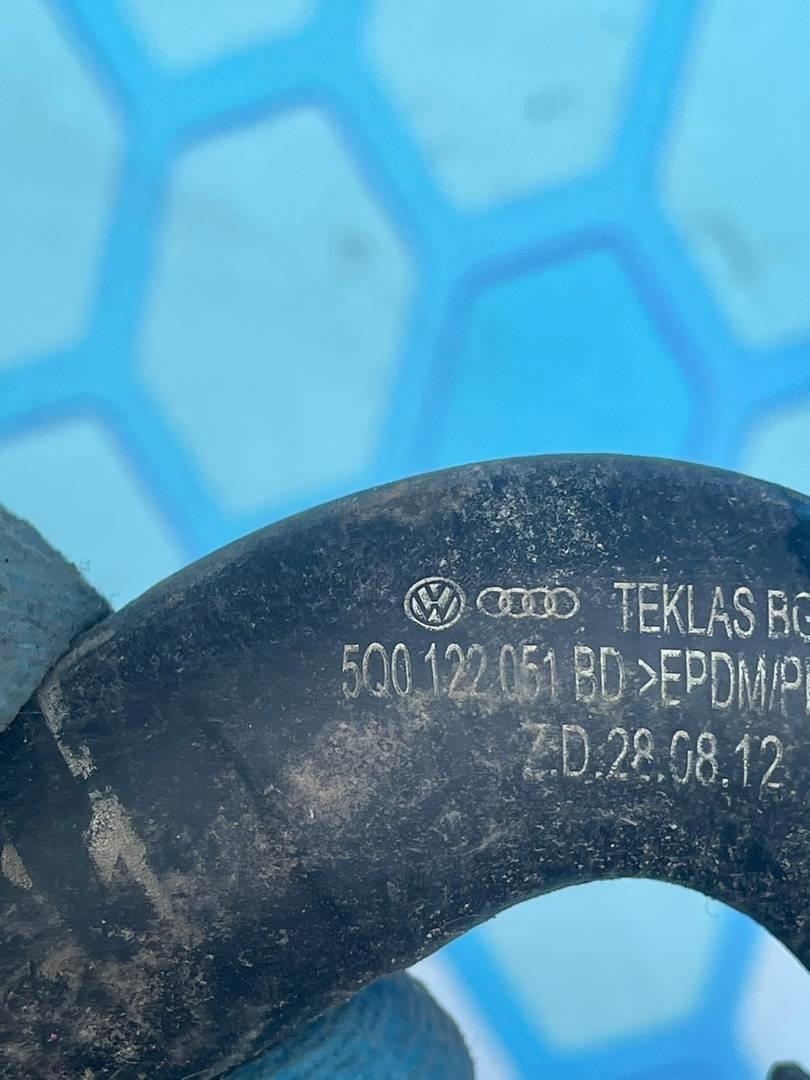 TEKLAS BG
5Q0 122 051 BD >EPDM/P
Z.D.28.08.12